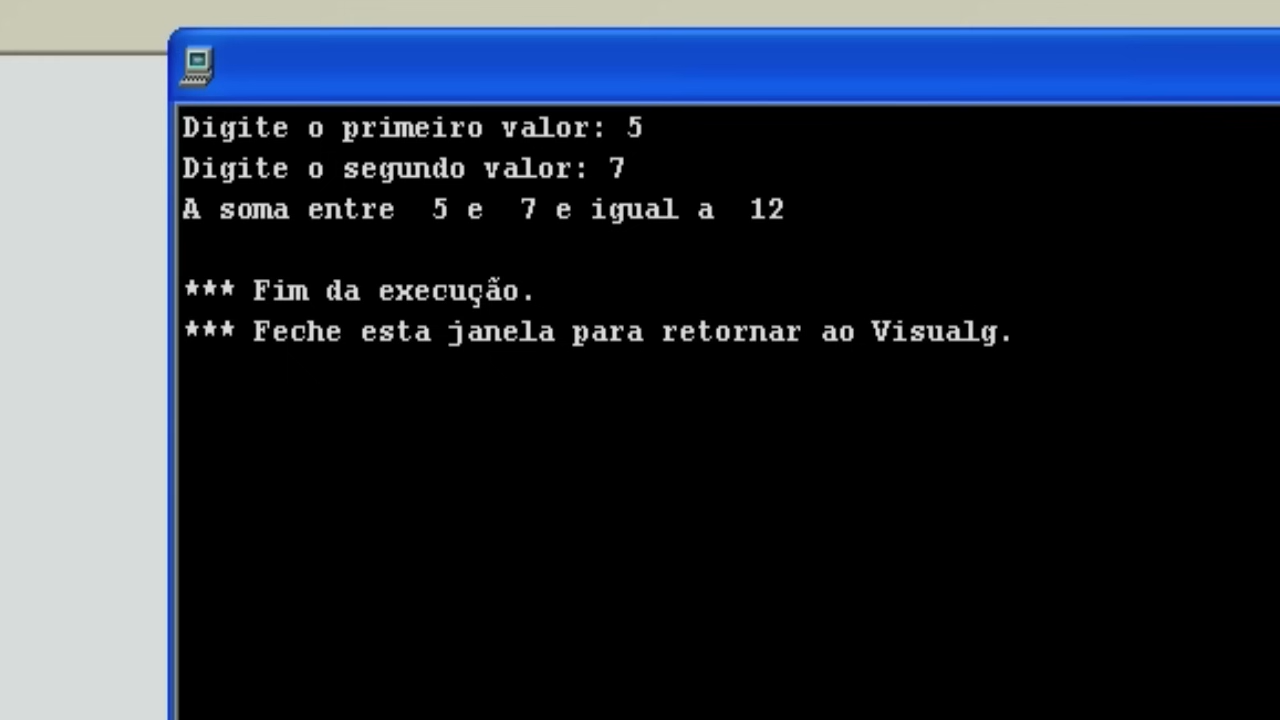 Digite o primeiro valor: 5
Digite o segundo valor: 7
A soma entre  5 e  7 e igual a  12
*** Fim da execução.
*** Feche esta janela para retornar ao Visualg.